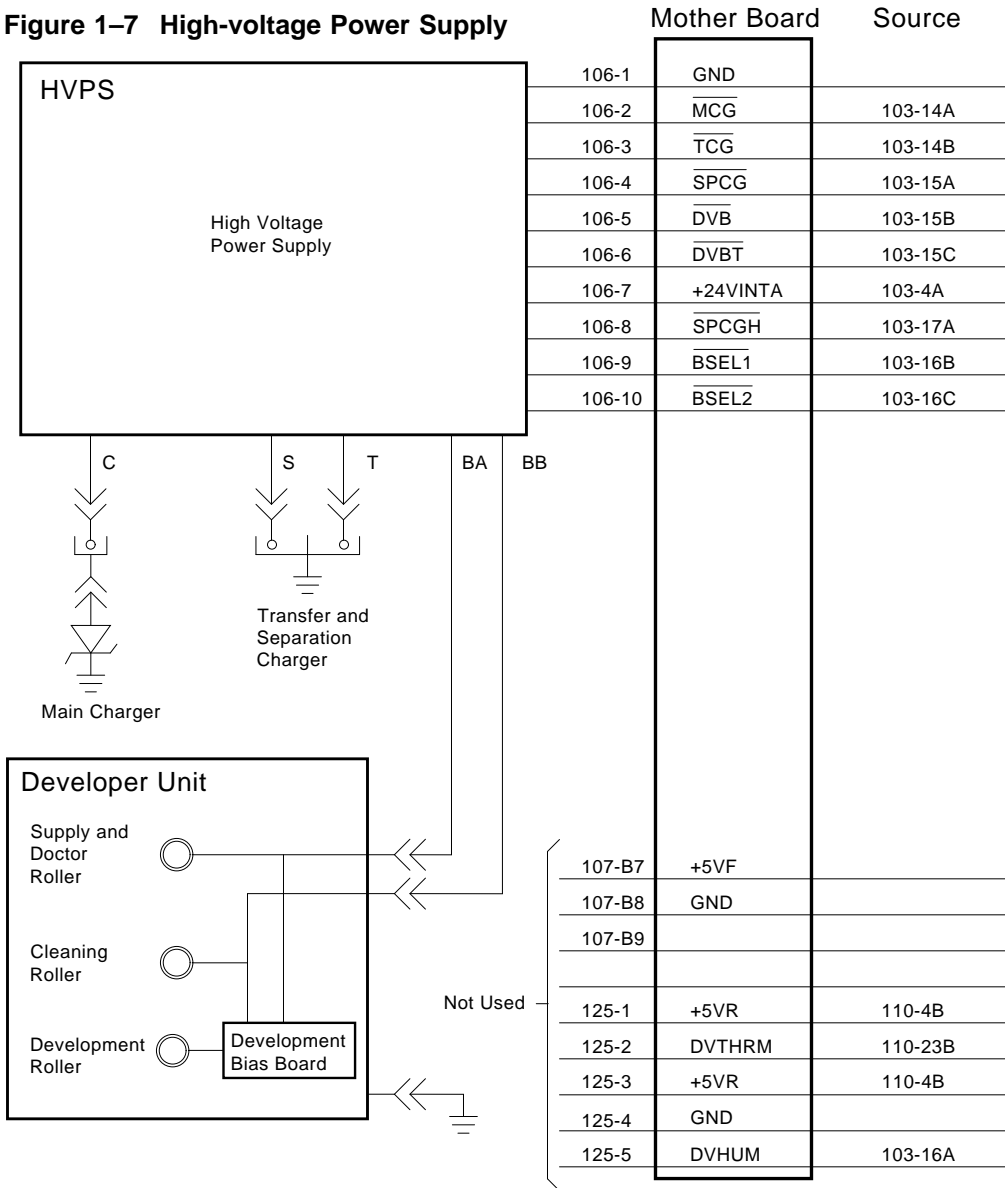 Figure 1–7 High-voltage Power Supply
Mother Board Source
HVPS
High Voltage
Power Supply
106-1 GND
106-2 MCG 103-14A
106-3 TCG 103-14B
106-4 SPCG 103-15A
106-5 DVB 103-15B
106-6 DVBT 103-15C
106-7 +24VINTA 103-4A
106-8 SPCGH 103-17A
106-9 BSEL1 103-16B
106-10 BSEL2 103-16C
C S T BA BB
Transfer and
Separation
Charger
Main Charger
Developer Unit
Supply and
Doctor
Roller
Cleaning
Roller
Development
Roller
Development
Bias Board
Not Used
107-B7 +5VF
107-B8 GND
107-B9
125-1 +5VR 110-4B
125-2 DVTHRM 110-23B
125-3 +5VR 110-4B
125-4 GND
125-5 DVHUM 103-16A